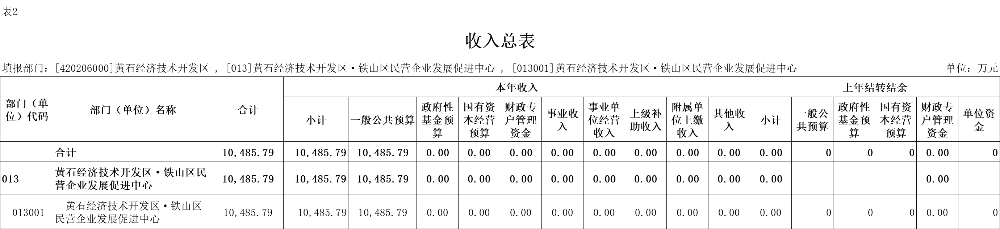 表2
收入总表
填报部门：[420206000]黄石经济技术开发区 , [013]黄石经济技术开发区·铁山区民营企业发展促进中心 , [013001]黄石经济技术开发区·铁山区民营企业发展促进中心 单位：万元
部门（单位）代码 部门（单位）名称 合计 本年收入 上年结转结余
小计 一般公共预算 政府性基金预算 国有资本经营预算 财政专户管理资金 事业收入 事业单位经营收入 上级补助收入 附属单位上缴收入 其他收入 小计 一般公共预算 政府性基金预算 国有资本经营预算 财政专户管理资金 单位资金
合计 10,485.79 10,485.79 10,485.79 0.00 0.00 0.00 0.00 0.00 0.00 0.00 0.00 0.00 0 0 0 0.00 0
013 黄石经济技术开发区·铁山区民营企业发展促进中心 10,485.79 10,485.79 10,485.79 0.00 0.00 0.00 0.00 0.00 0.00 0.00 0.00 0.00 0.00
013001 黄石经济技术开发区·铁山区民营企业发展促进中心 10,485.79 10,485.79 10,485.79 0.00 0.00 0.00 0.00 0.00 0.00 0.00 0.00 0.00 0 0 0 0.00 0